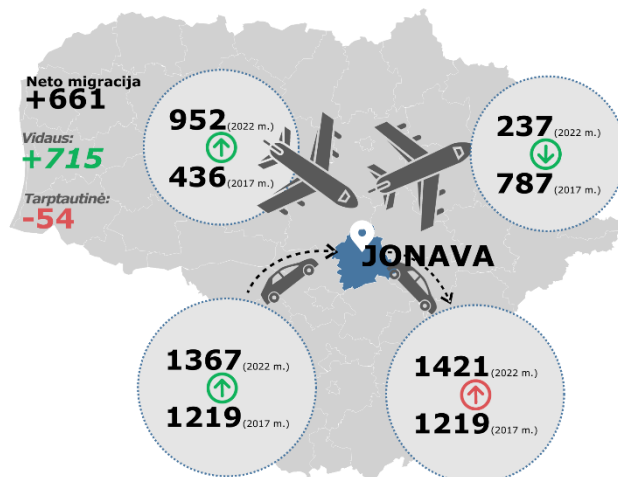 Neto migracija
+661
Vidaus:
+715
Tarptautinė:
-54
952 (2022 m.)
436 (2017 m.)
237 (2022 m.)
787 (2017 m.)
JONAVA
1367 (2022 m.)
1219 (2017 m.)
1421 (2022 m.)
1219 (2017 m.)